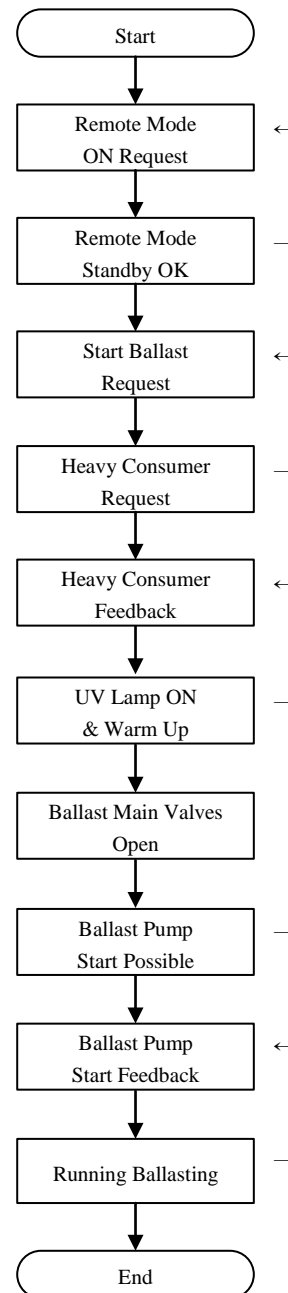 Start
Remote Mode
ON Request
Remote Mode
Standby OK
Start Ballast
Request
Heavy Consumer
Request
Heavy Consumer
Feedback
UV Lamp ON
& Warm Up
Ballast Main Valves
Open
Ballast Pump
Start Possible
Ballast Pump
Start Feedback
Running Ballasting
End